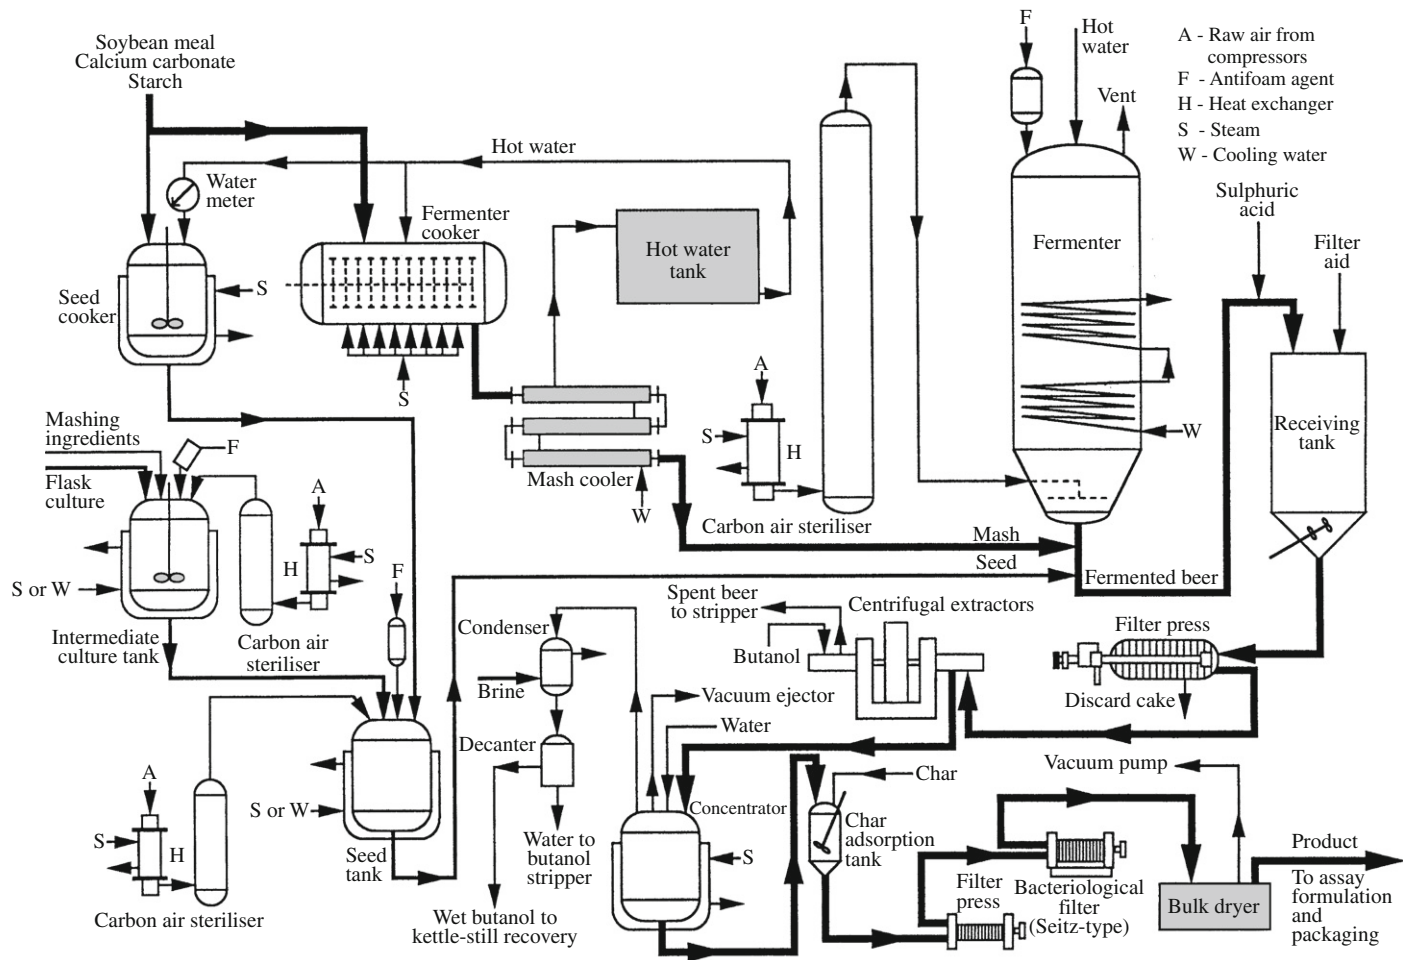 Soybean meal
Calcium carbonate
Starch
Hot water
Water
meter
Fermenter
cooker
Hot water
tank
Seed
cooker
S
S
F
Hot
water
Vent
A - Raw air from
compressors
F - Antifoam agent
H - Heat exchanger
S - Steam
W - Cooling water
Sulphuric
acid
Filter
aid
Fermenter
W
Receiving
tank
Mashing
ingredients
Flask
culture
F
A
S
H
S or W
Intermediate
culture tank
Carbon air
steriliser
Mash cooler
W
A
S
H
Carbon air steriliser
Mash
Seed
Fermented beer
F
Condenser
Brine
Decanter
Spent beer
to stripper
Butanol
Centrifugal extractors
Vacuum ejector
Water
Filter press
Discard cake
A
S
H
Carbon air steriliser
S or W
Seed
tank
Water to
butanol
stripper
Wet butanol to
kettle-still recovery
Concentrator
S
Char
Char
adsorption
tank
Filter
press
Bacteriological
filter
(Seitz-type)
Vacuum pump
Bulk dryer
Product
To assay
formulation
and
packaging